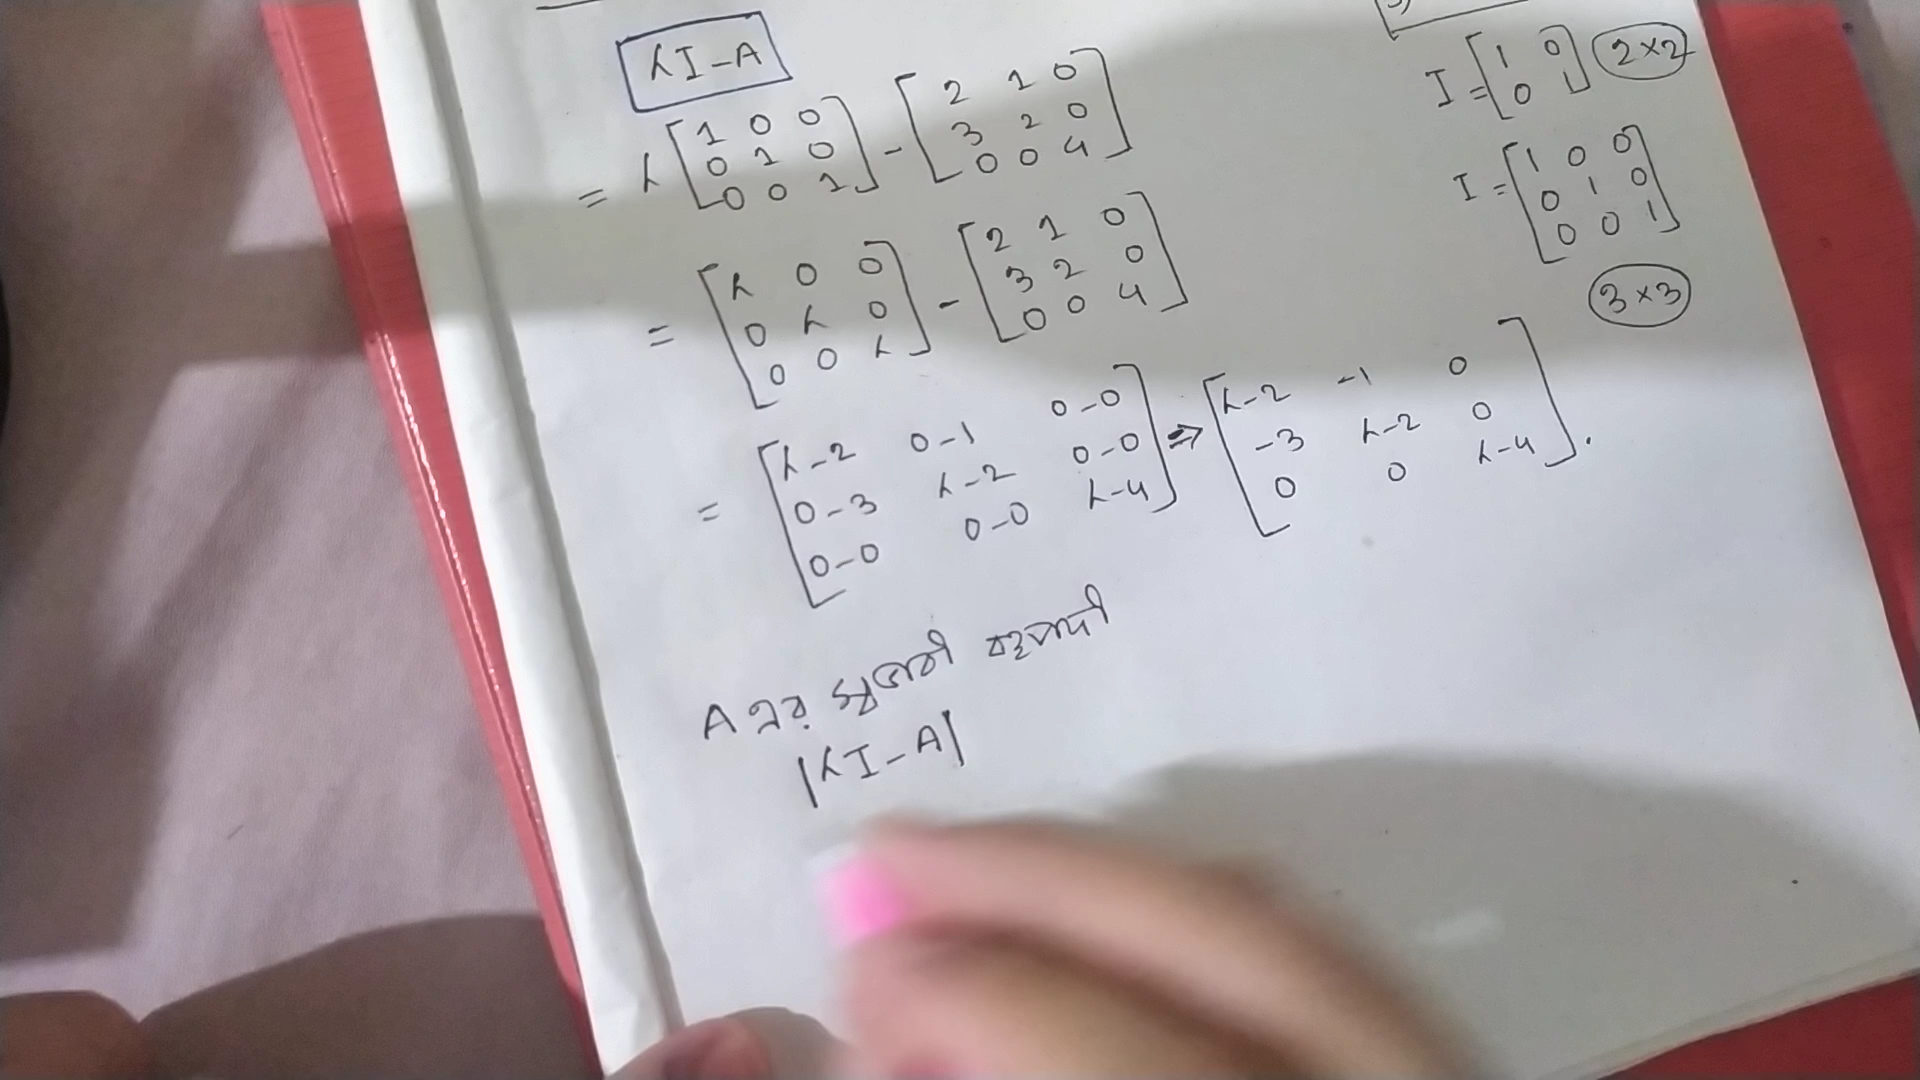 λI-A
= λ [1 0 0 0 1 0 0 0 1] - [2 1 0 3 2 0 0 0 4]
= [λ 0 0 0 λ 0 0 0 λ] - [2 1 0 3 2 0 0 0 4]
= [λ-2 0-1 0-0 0-3 λ-2 0-0 0-0 0-0 λ-4] ⇒ [λ-2 -1 0 -3 λ-2 0 0 0 λ-4].
A এর স্বকীয় বহুপদী
|λI-A|
I = [1 0 0 1] 2×2
I = [1 0 0 0 1 0 0 0 1]
3×3